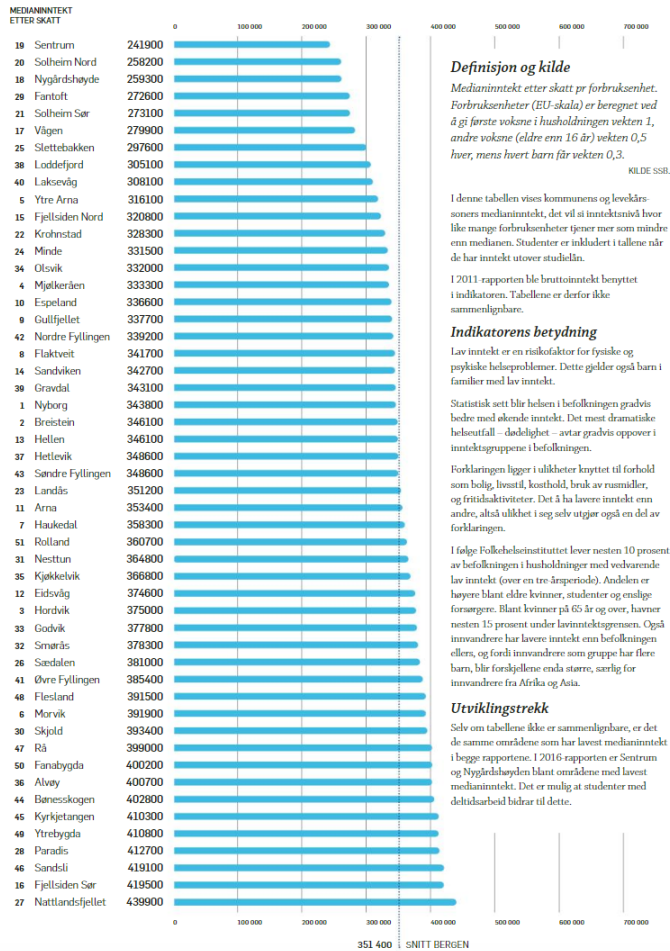 MEDIANINNTEKT
ETTER SKATT
0 100 000 200 000 300 000 400 000 500 000 600 000 700 000
19 Sentrum 241900
20 Solheim Nord 258200
18 Nygårdshøyde 259300
29 Fantoft 272600
21 Solheim Sør 273100
17 Vågen 279900
25 Slettebakken 297600
38 Loddefjord 305100
40 Laksevåg 308100
5 Ytre Arna 316100
15 Fjellsiden Nord 320800
22 Krohnstad 328300
24 Minde 331500
34 Olsvik 332000
4 Mjølkeråen 333300
10 Espeland 336600
9 Gullfjellet 337700
42 Nordre Fyllingen 339200
8 Flaktveit 341700
14 Sandviken 342700
39 Gravdal 343100
1 Nyborg 343800
2 Breistein 346100
13 Hellen 346100
37 Hetlevik 348600
43 Søndre Fyllingen 348600
23 Landås 351200
11 Arna 353400
7 Haukedal 358300
51 Rolland 360700
31 Nesttun 364800
35 Kjøkkelvik 366800
12 Eidsvåg 374600
3 Hordvik 375000
33 Godvik 377800
32 Smørås 378300
26 Sædalen 381000
41 Øvre Fyllingen 385400
48 Flesland 391500
6 Morvik 391900
30 Skjold 393400
47 Rå 399000
50 Fanabygda 400200
36 Alvøy 400700
44 Bønesskogen 402800
45 Kyrkjetangen 410300
49 Ytrebygda 410800
28 Paradis 412700
46 Sandsli 419100
16 Fjellsiden Sør 419500
27 Nattlandsfjellet 439900
0 100 000 200 000 300 000 400 000 500 000 600 000 700 000
351 400 SNITT BERGEN
Definisjon og kilde
Medianinntekt etter skatt pr forbruksenhet.
Forbruksenheter (EU-skala) er beregnet ved
å gi første voksne i husholdningen vekten 1,
andre voksne (eldre enn 16 år) vekten 0,5
hver, mens hvert barn får vekten 0,3.
KILDE SSB.
I denne tabellen vises kommunens og levekårs-
soners medianinntekt, det vil si inntektsnivå hvor
like mange forbruksenheter tjener mer som mindre
enn medianen. Studenter er inkludert i tallene når
de har inntekt utover studielån.
I 2011-rapporten ble bruttoinntekt benyttet
i indikatoren. Tabellene er derfor ikke
sammenlignbare.
Indikatorens betydning
Lav inntekt er en risikofaktor for fysiske og
psykiske helseproblemer. Dette gjelder også barn i
familier med lav inntekt.
Statistisk sett blir helsen i befolkningen gradvis
bedre med økende inntekt. Det mest dramatiske
helseutfall – dødelighet – avtar gradvis oppover i
inntektsgruppene i befolkningen.
Forklaringen ligger i ulikheter knyttet til forhold
som bolig, livsstil, kosthold, bruk av rusmidler,
og fritidsaktiviteter. Det å ha lavere inntekt enn
andre, altså ulikhet i seg selv utgjør også en del av
forklaringen.
I følge Folkehelseinstituttet lever nesten 10 prosent
av befolkningen i husholdninger med vedvarende
lav inntekt (over en tre-årsperiode). Andelen er
høyere blant eldre kvinner, studenter og enslige
forsørgere. Blant kvinner på 65 år og over, havner
nesten 15 prosent under lavinntektsgrensen. Også
innvandrere har lavere inntekt enn befolkningen
ellers, og fordi innvandrere som gruppe har flere
barn, blir forskjellene enda større, særlig for
innvandrere fra Afrika og Asia.
Utviklingstrekk
Selv om tabellene ikke er sammenlignbare, er det
de samme områdene som har lavest medianinntekt
i begge rapportene. I 2016-rapporten er Sentrum
og Nygårdshøyden blant områdene med lavest
medianinntekt. Det er mulig at studenter med
deltidsarbeid bidrar til dette.